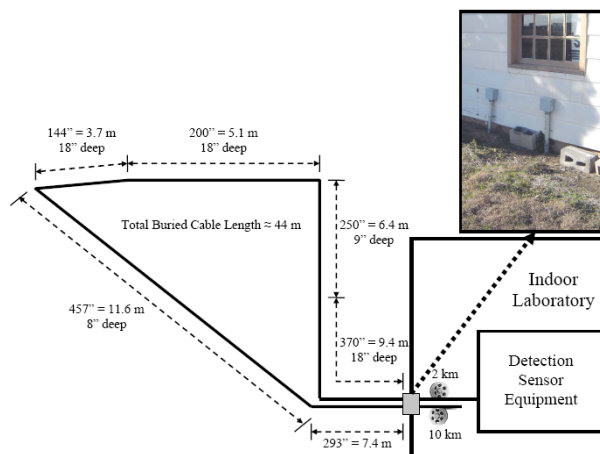 144” = 3.7 m
18” deep
200” = 5.1 m
18” deep
Total Buried Cable Length ≈ 44 m
250” = 6.4 m
9” deep
457” = 11.6 m
8” deep
370” = 9.4 m
18” deep
293” = 7.4 m
Indoor
Laboratory
2 km
10 km
Detection
Sensor
Equipment